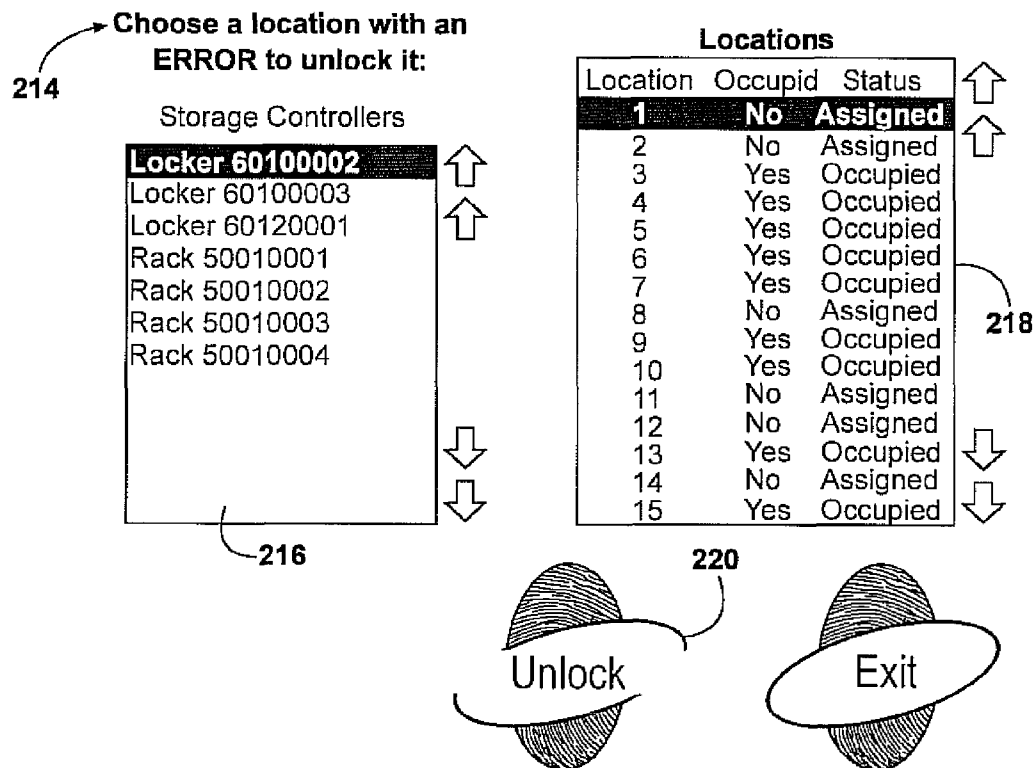 Choose a location with an
ERROR to unlock it:
214
Storage Controllers
Locker 60100002
Locker 60100003
Locker 60120001
Rack 50010001
Rack 50010002
Rack 50010003
Rack 50010004
216
Locations
Location Occupid Status
1 No Assigned
2 No Assigned
3 Yes Occupied
4 Yes Occupied
5 Yes Occupied
6 Yes Occupied
7 Yes Occupied
8 No Assigned
9 Yes Occupied
10 Yes Occupied
11 No Assigned
12 No Assigned
13 Yes Occupied
14 No Assigned
15 Yes Occupied
218
220
Unlock
Exit